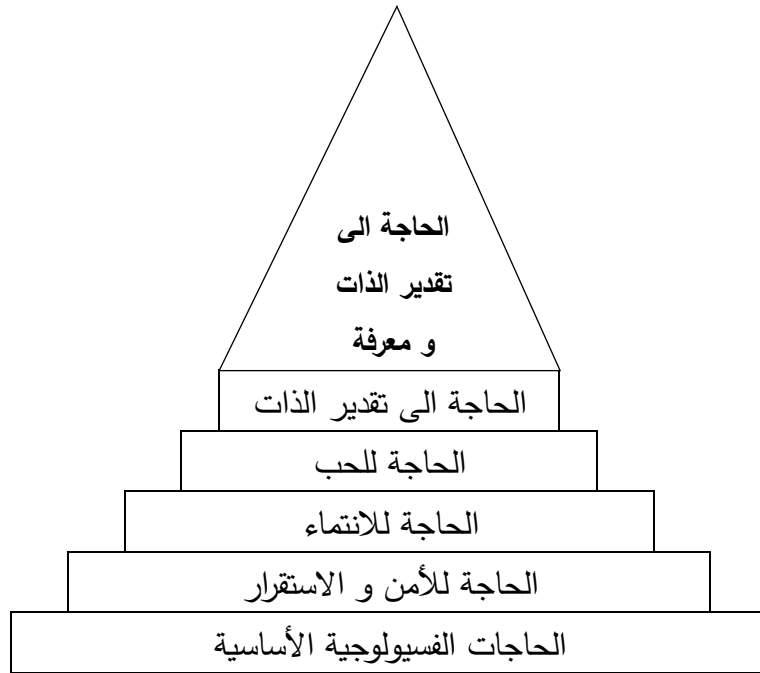 الحاجة الى
تقدير الذات
و معرفة
الحاجة الى تقدير الذات
الحاجة للحب
الحاجة للانتماء
الحاجة للأمن و الاستقرار
الحاجات الفسيولوجية الأساسية